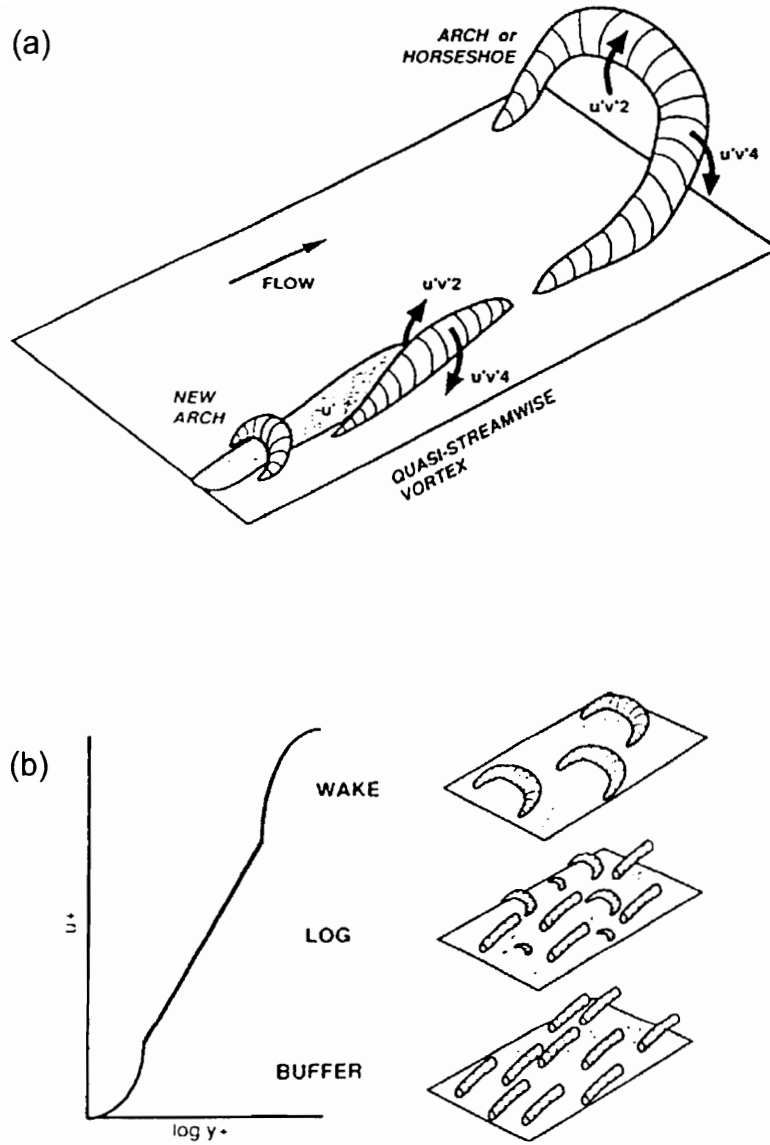 (a)
ARCH or
HORSESHOE
u'v'2
u'v'4
FLOW
u'v'2
u'v'4
NEW
ARCH
QUASI-STREAMWISE
VORTEX
(b)
WAKE
LOG
BUFFER
u+
log y+